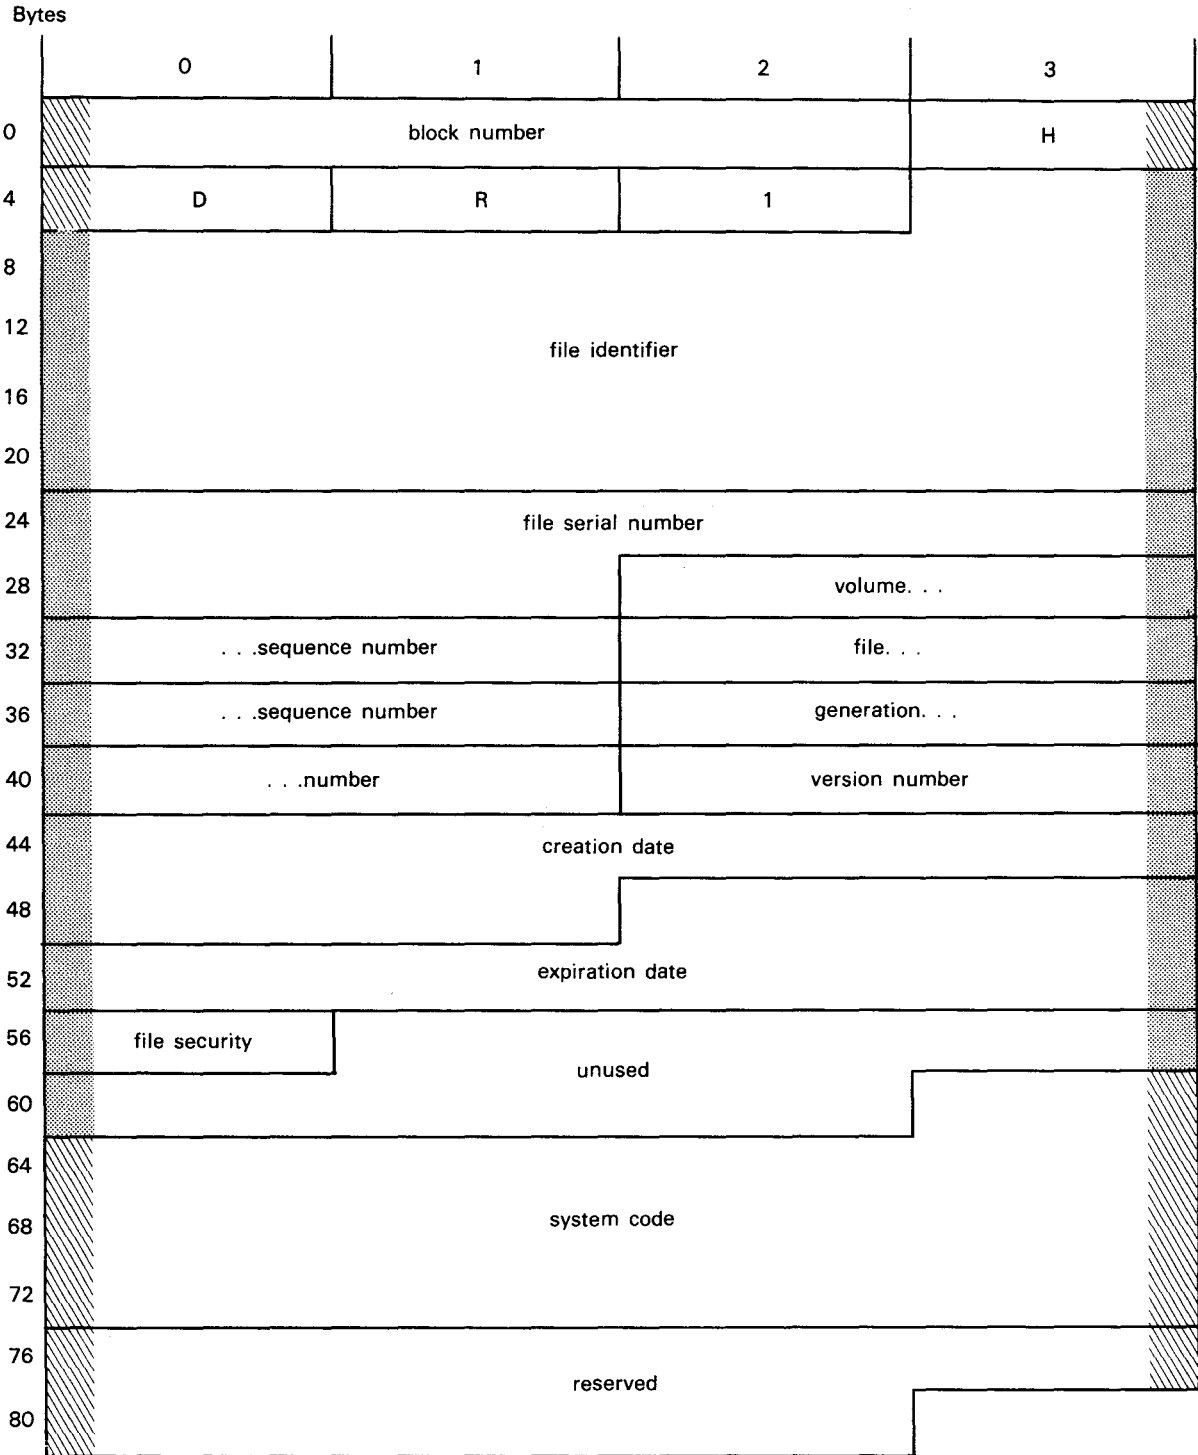 Bytes
0 1 2 3
0 block number H
4 D R 1
8
12
file identifier
16
20
24 file serial number
28 volume. . .
32 . . .sequence number file. . .
36 . . .sequence number generation. . .
40 . . .number version number
44 creation date
48
52 expiration date
56 file security
unused
60
64
68 system code
72
76
reserved
80